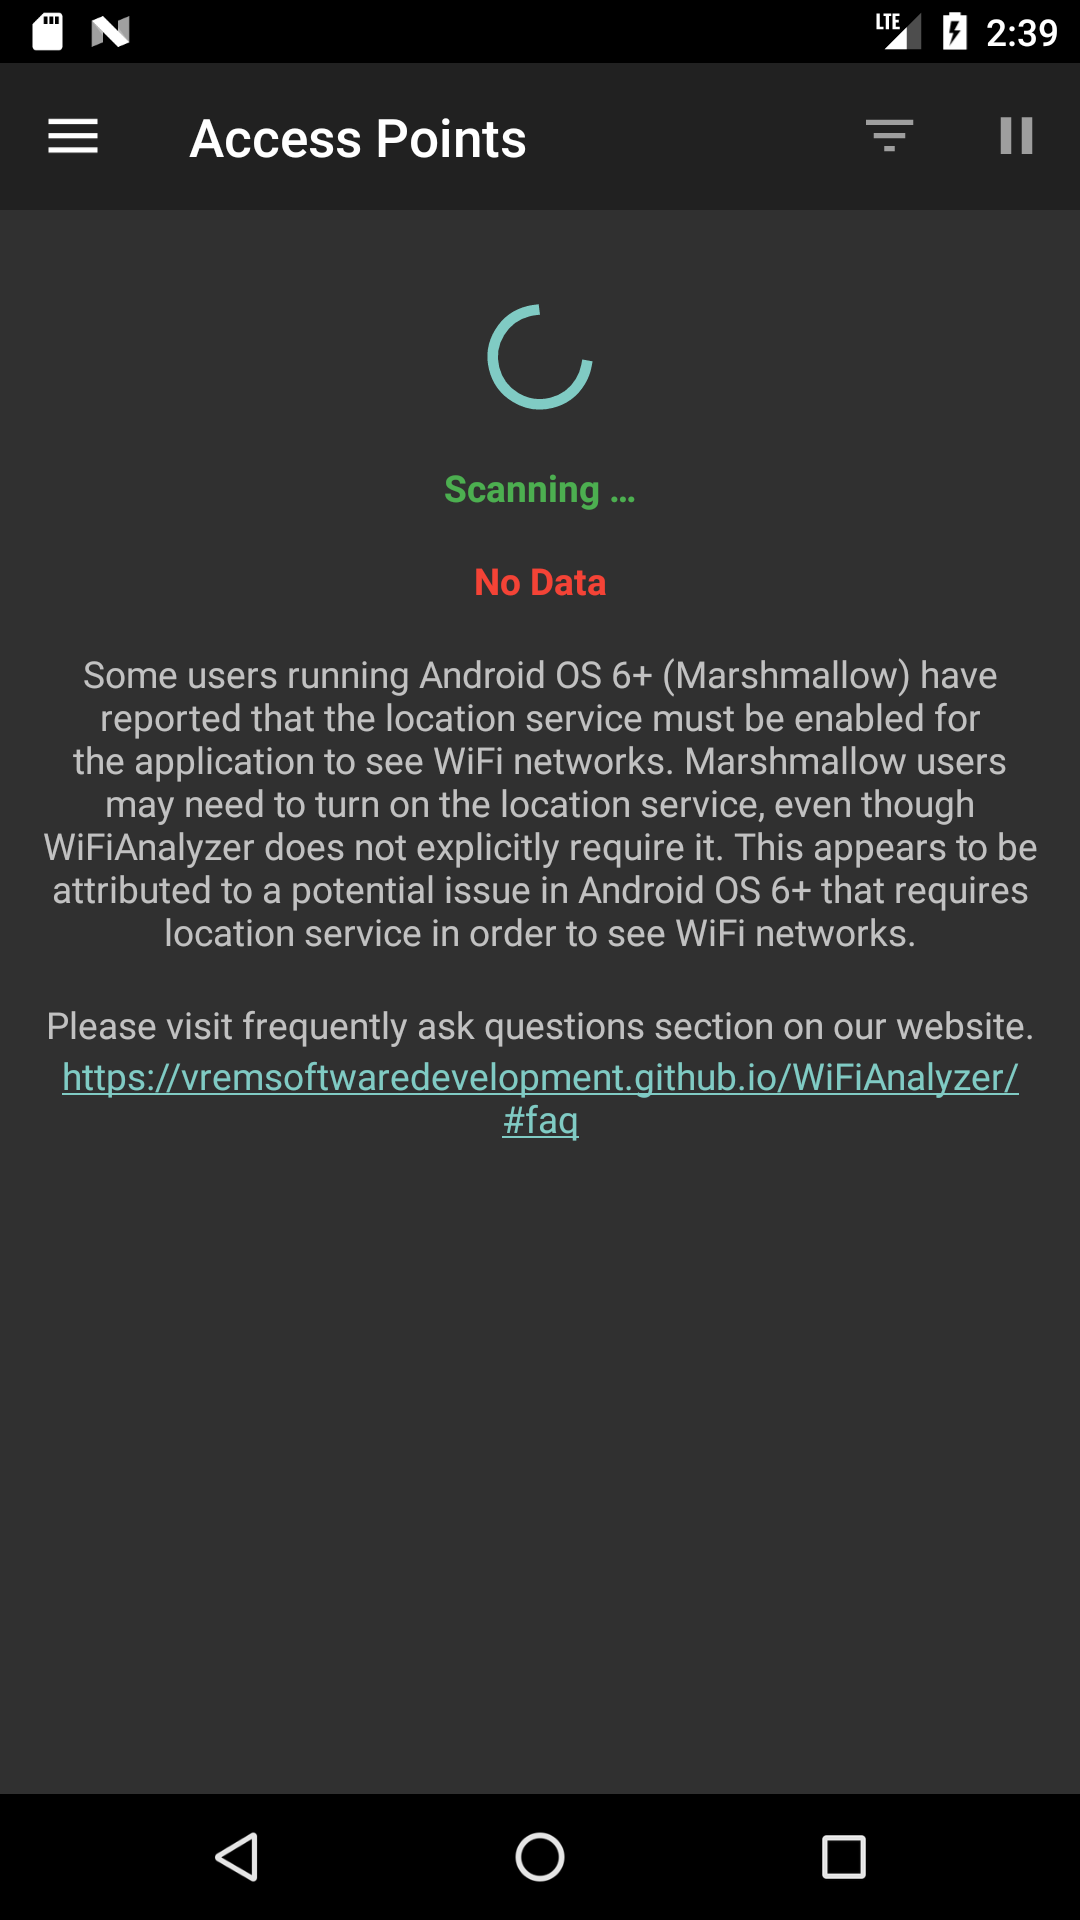 LTE 2:39
Access Points
Scanning ...
No Data
Some users running Android OS 6+ (Marshmallow) have
reported that the location service must be enabled for
the application to see WiFi networks. Marshmallow users
may need to turn on the location service, even though
WiFiAnalyzer does not explicitly require it. This appears to be
attributed to a potential issue in Android OS 6+ that requires
location service in order to see WiFi networks.
Please visit frequently ask questions section on our website.
https://vremsoftwaredevelopment.github.io/WiFiAnalyzer/
#faq